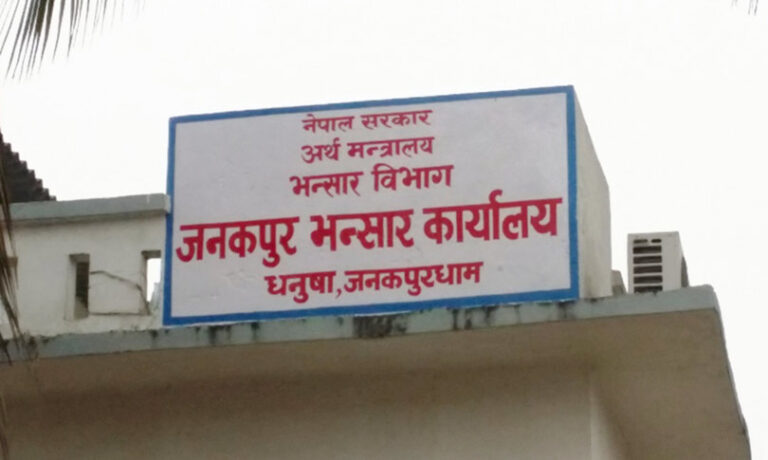 नेपाल सरकार
अर्थ मन्त्रालय
भन्सार विभाग
जनकपुर भन्सार कार्यालय
धनुषा,जनकपुरधाम